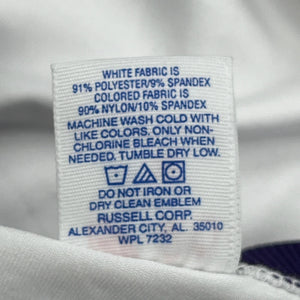 WHITE FABRIC IS
91% POLYESTER/9% SPANDEX
COLORED FABRIC IS
90% NYLON/10% SPANDEX
MACHINE WASH COLD WITH
LIKE COLORS. ONLY NON-
CHLORINE BLEACH WHEN
NEEDED. TUMBLE DRY LOW.
DO NOT IRON OR
DRY CLEAN EMBLEM
RUSSELL CORP.
ALEXANDER CITY, AL. 35010
WPL 7232